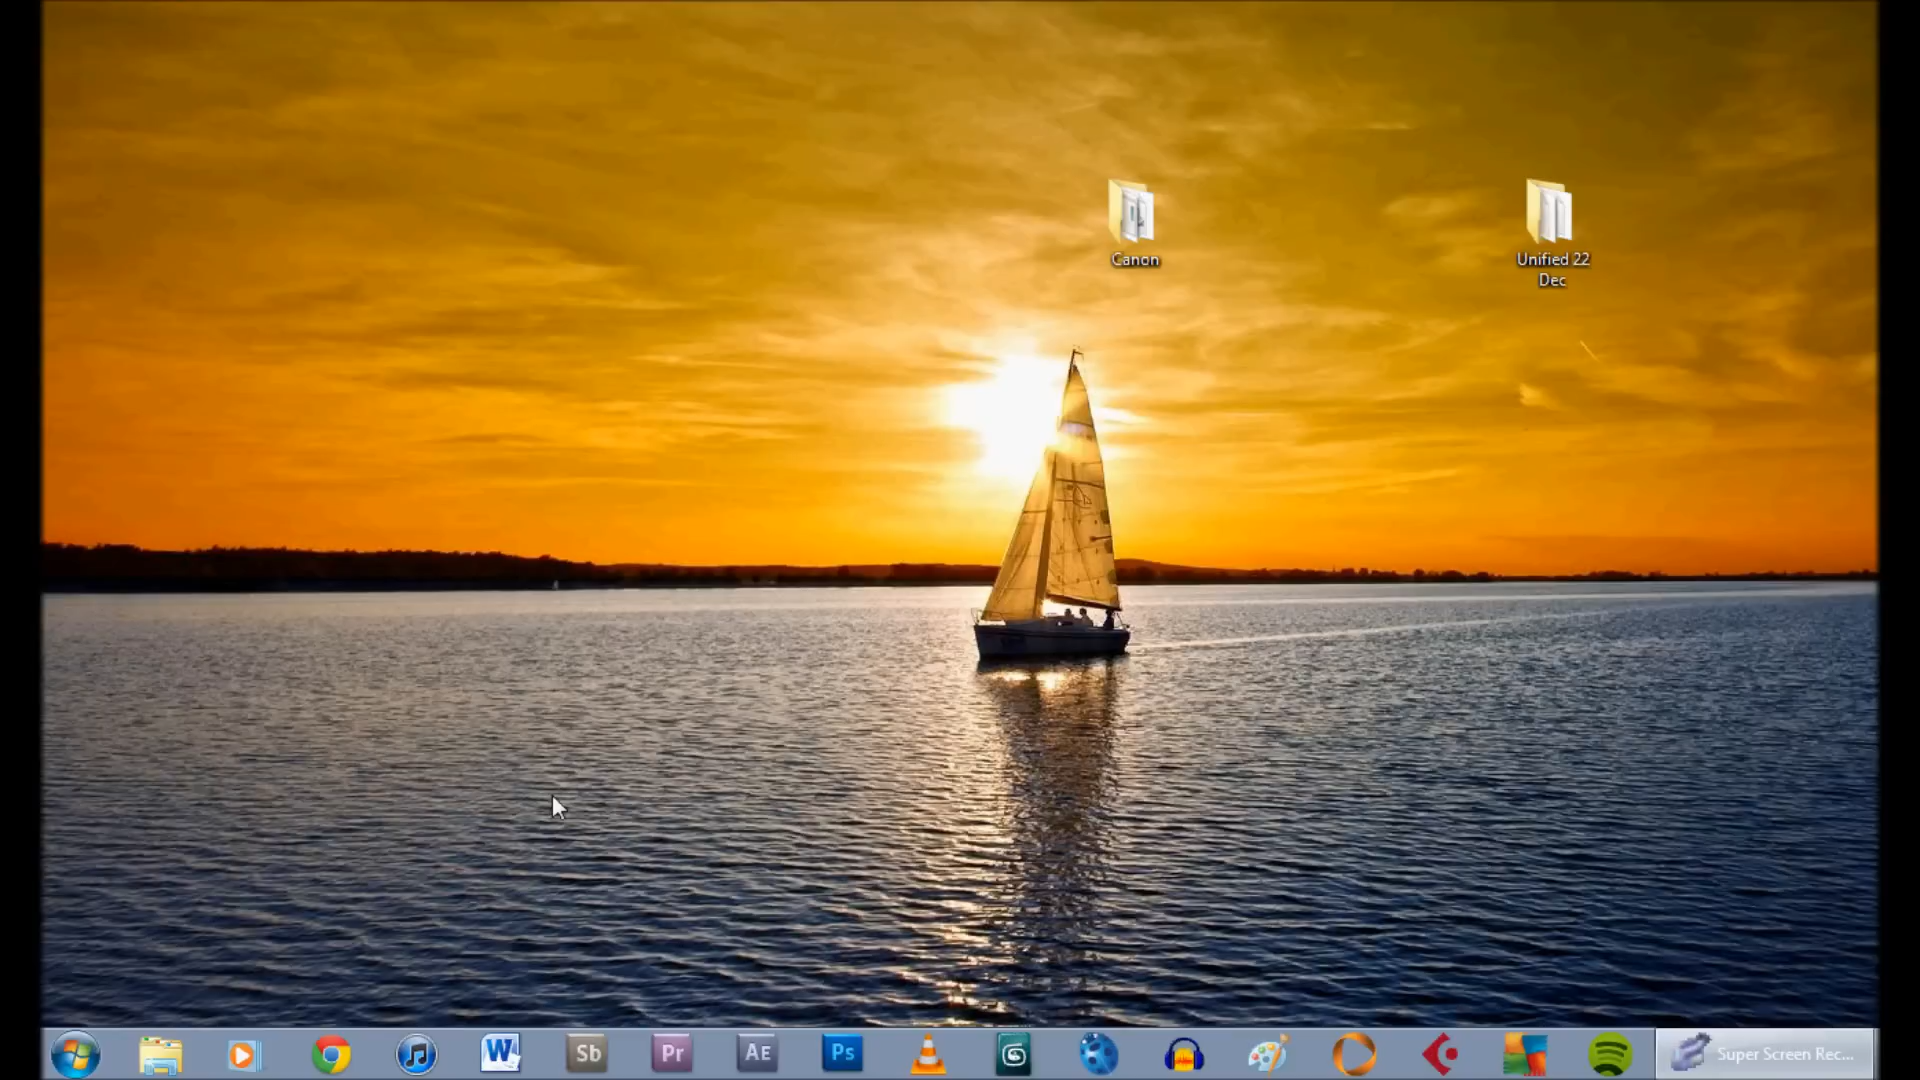 Canon
Unified 22
Dec
W
Sb
Pr
AE
Ps
Super Screen Rec...